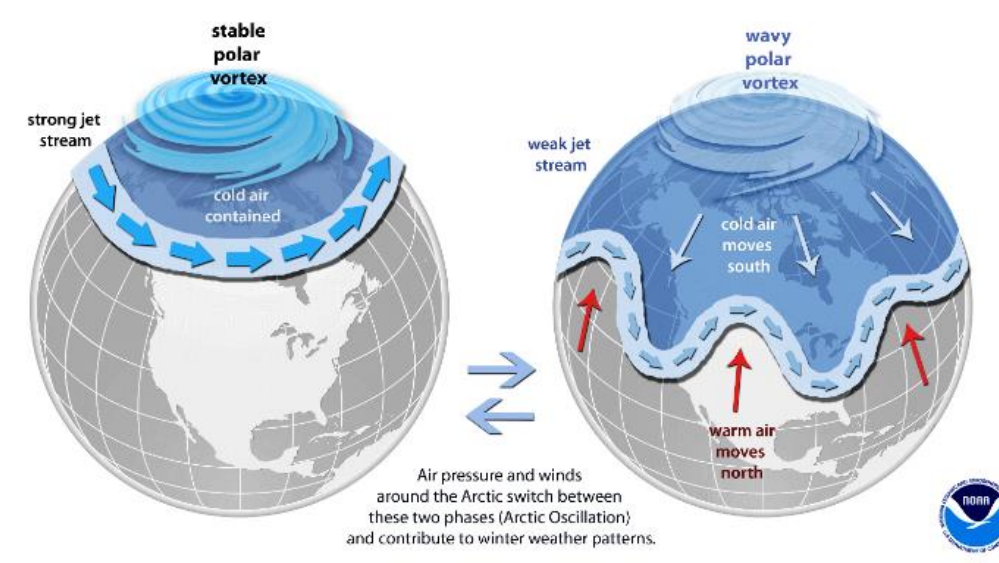 stable
polar
vortex
strong jet
stream
cold air
contained
wavy
polar
vortex
weak jet
stream
cold air
moves
south
warm air
moves
north
Air pressure and winds
around the Arctic switch between
these two phases (Arctic Oscillation)
and contribute to winter weather patterns.
NOAA